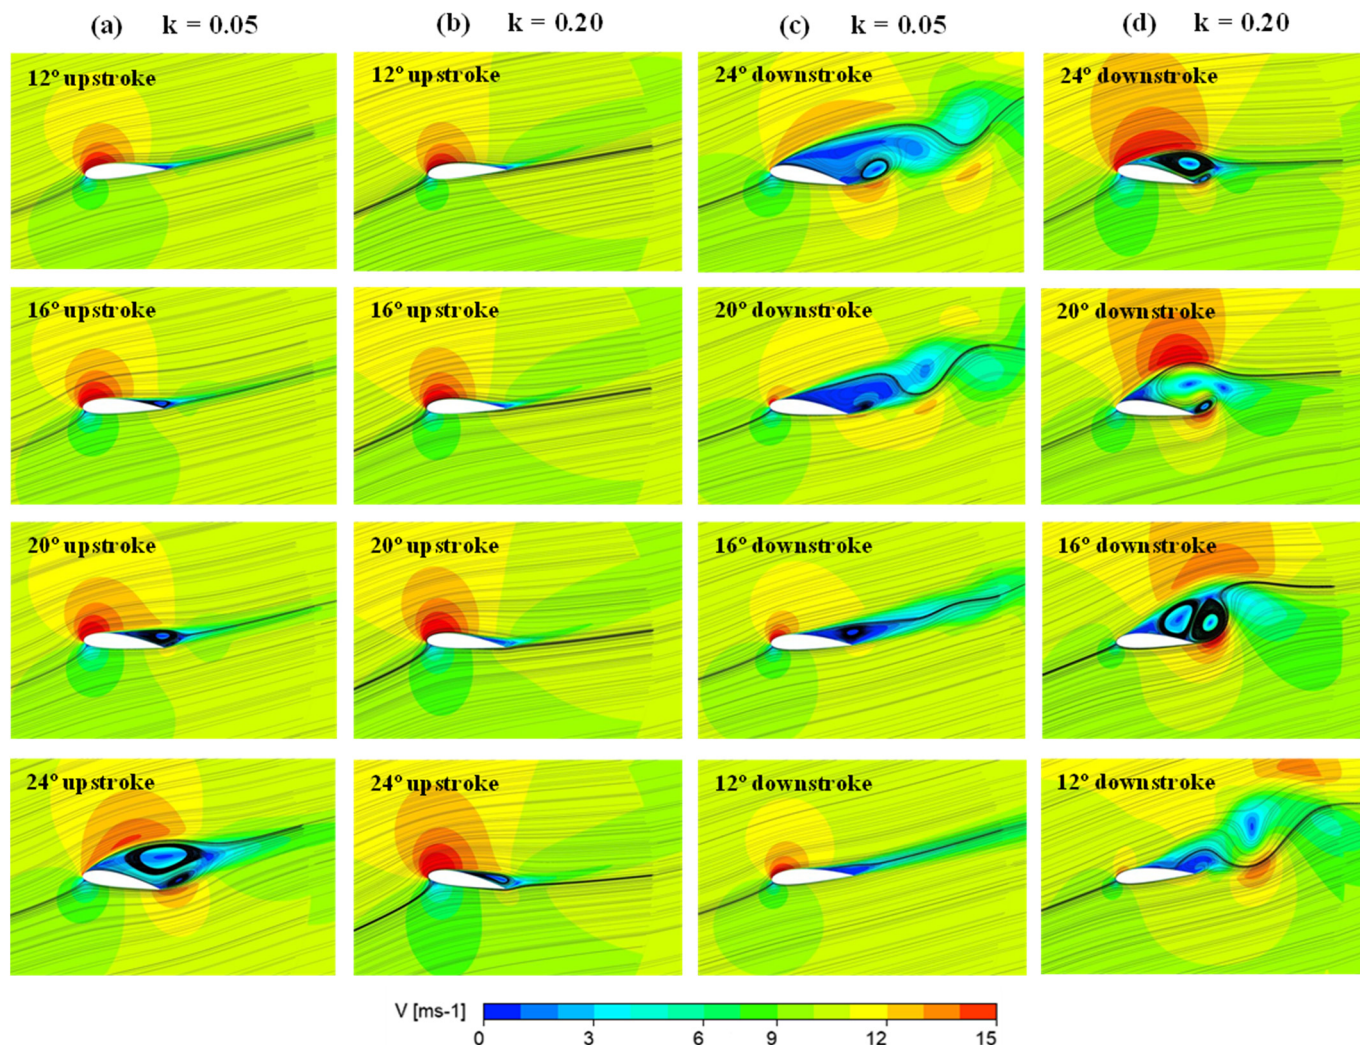 (a) k = 0.05 (b) k = 0.20 (c) k = 0.05 (d) k = 0.20
12° upstroke 12° upstroke 24° downstroke 24° downstroke
16° upstroke 16° upstroke 20° downstroke 20° downstroke
20° upstroke 20° upstroke 16° downstroke 16° downstroke
24° upstroke 24° upstroke 12° downstroke 12° downstroke
V [ms-1]
0 3 6 9 12 15